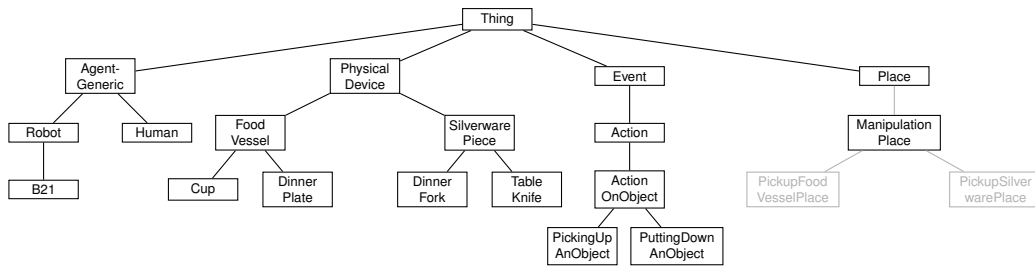 Thing
Agent-
Generic
Physical
Device
Event
Place
Robot
Human
Food
Vessel
Silverware
Piece
Action
Manipulation
Place
B21
Cup
Dinner
Plate
Dinner
Fork
Table
Knife
Action
OnObject
PickupFood
VesselPlace
PickupSilver
warePlace
PickingUp
AnObject
PuttingDown
AnObject